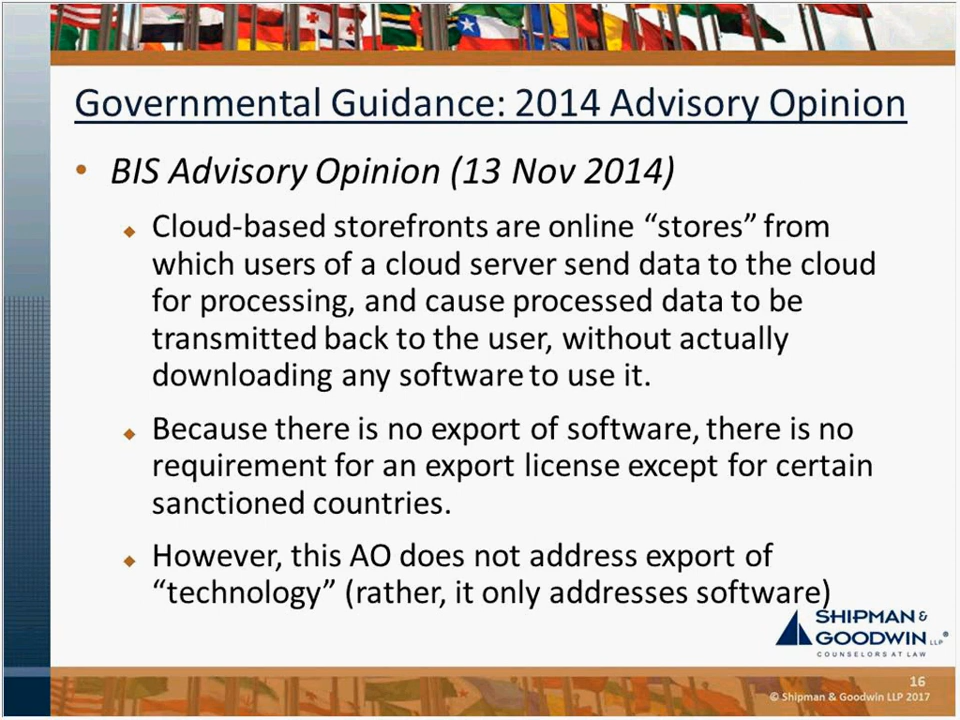 Governmental Guidance: 2014 Advisory Opinion
• BIS Advisory Opinion (13 Nov 2014)
◆ Cloud-based storefronts are online “stores” from
which users of a cloud server send data to the cloud
for processing, and cause processed data to be
transmitted back to the user, without actually
downloading any software to use it.
◆ Because there is no export of software, there is no
requirement for an export license except for certain
sanctioned countries.
◆ However, this AO does not address export of
“technology” (rather, it only addresses software)
SHIPMAN &
GOODWIN LLP®
COUNSELORS AT LAW
16
© Shipman & Goodwin LLP 2017